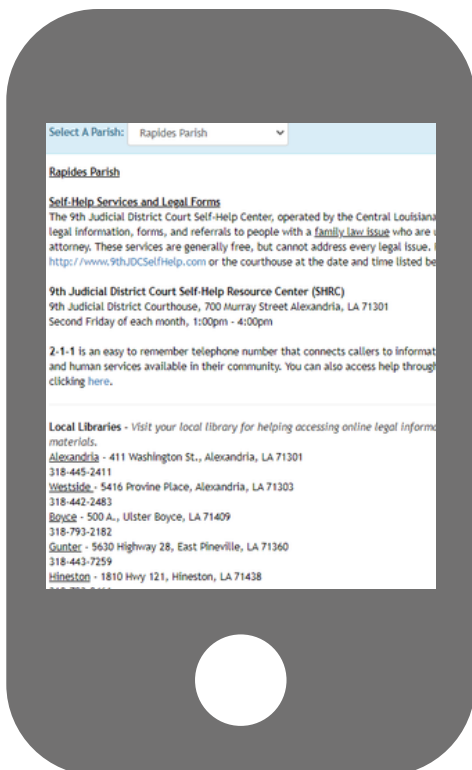 Select A Parish: Rapides Parish
Rapides Parish
Self-Help Services and Legal Forms
The 9th Judicial District Court Self-Help Center, operated by the Central Louisiana
legal information, forms, and referrals to people with a family law issue who are
attorney. These services are generally free, but cannot address every legal issue.
http://www.9thJDCSelfHelp.com or the courthouse at the date and time listed be
9th Judicial District Court Self-Help Resource Center (SHRC)
9th Judicial District Courthouse, 700 Murray Street Alexandria, LA 71301
Second Friday of each month, 1:00pm - 4:00pm
2-1-1 is an easy to remember telephone number that connects callers to informat
and human services available in their community. You can also access help through
clicking here.
Local Libraries - Visit your local library for helping accessing online legal informa
materials.
Alexandria - 411 Washington St., Alexandria, LA 71301
318-445-2411
Westside - 5416 Provine Place, Alexandria, LA 71303
318-442-2483
Boyce - 500 A., Ulster Boyce, LA 71409
318-793-2182
Gunter - 5630 Highway 28, East Pineville, LA 71360
318-443-7259
Hineston - 1810 Hwy 121, Hineston, LA 71438